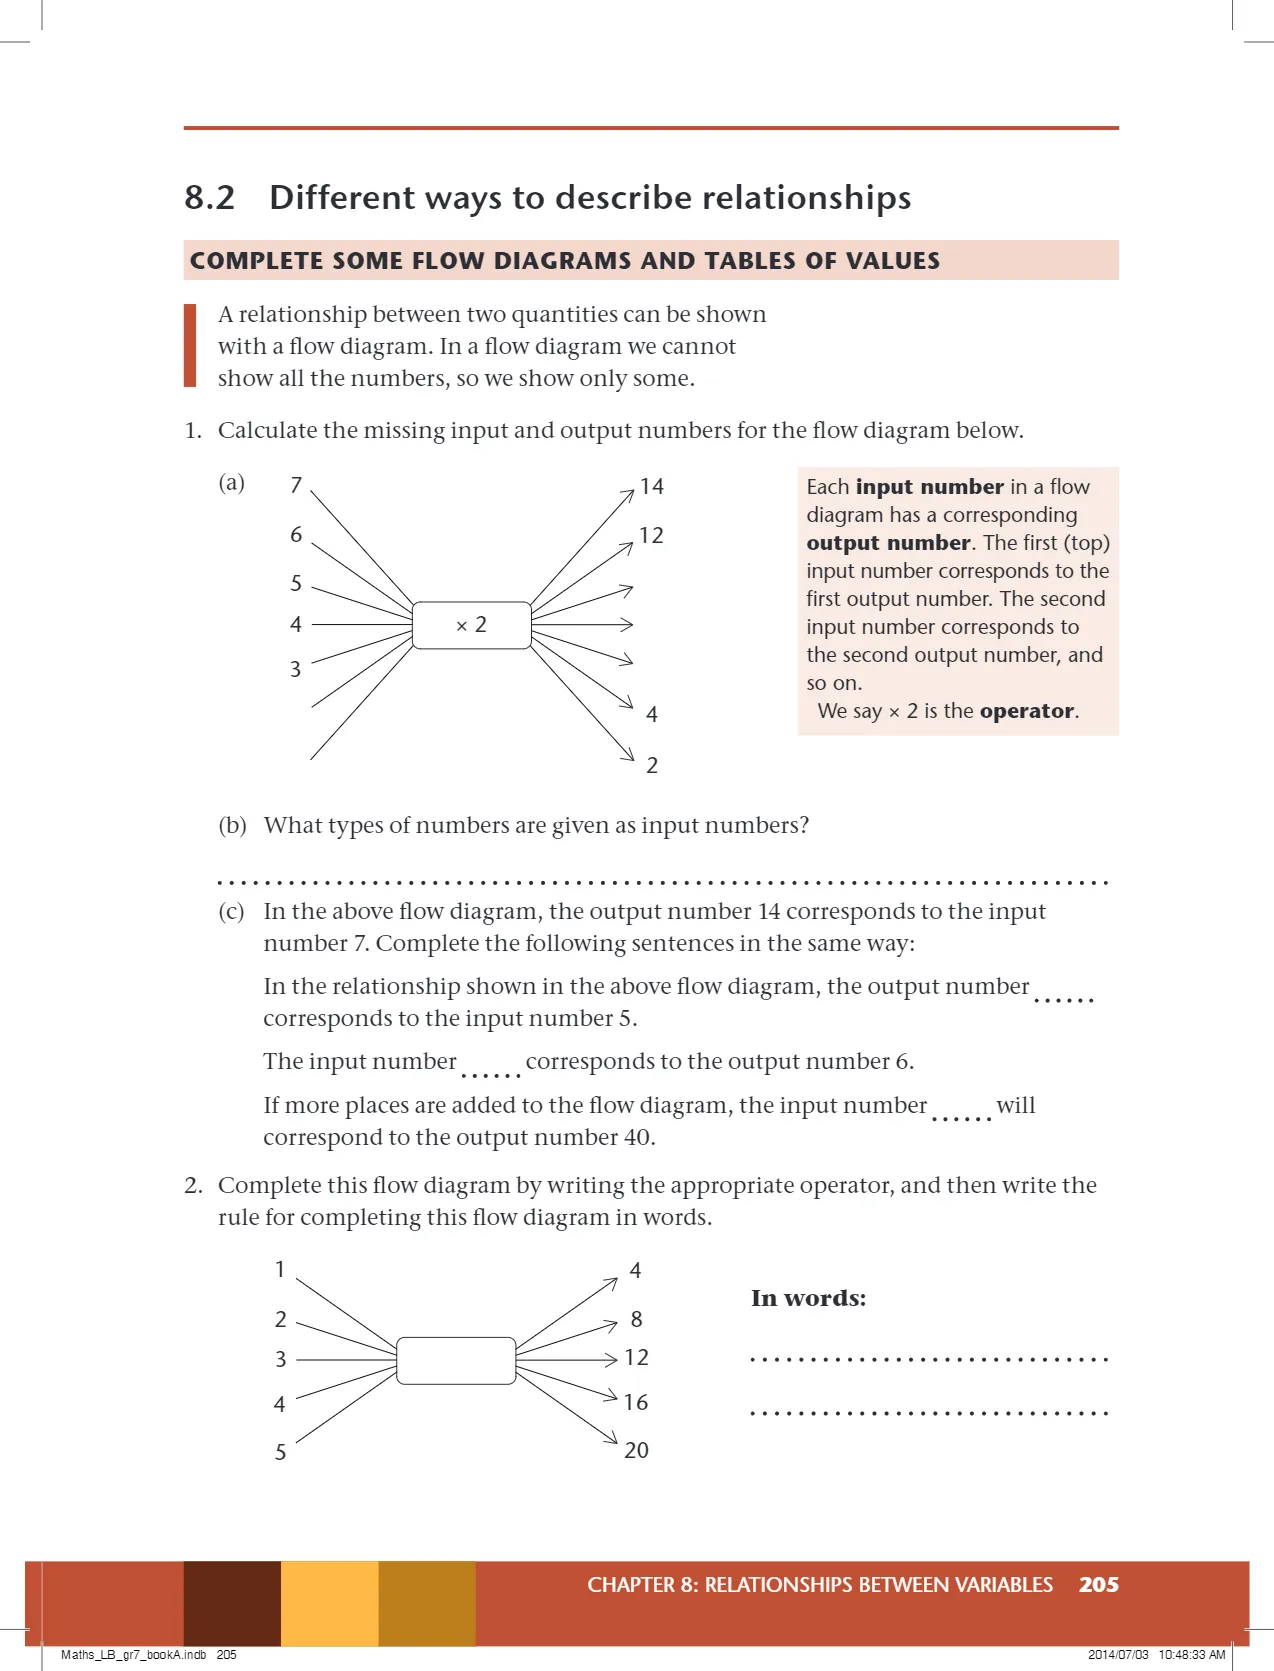 8.2 Different ways to describe relationships
COMPLETE SOME FLOW DIAGRAMS AND TABLES OF VALUES
A relationship between two quantities can be shown
with a flow diagram. In a flow diagram we cannot
show all the numbers, so we show only some.
1. Calculate the missing input and output numbers for the flow diagram below.
(a)
7
6
5
4
3
× 2
14
12
4
2
Each input number in a flow
diagram has a corresponding
output number. The first (top)
input number corresponds to the
first output number. The second
input number corresponds to
the second output number, and
so on.
We say × 2 is the operator.
(b) What types of numbers are given as input numbers?
(c) In the above flow diagram, the output number 14 corresponds to the input
number 7. Complete the following sentences in the same way:
In the relationship shown in the above flow diagram, the output number ......
corresponds to the input number 5.
The input number ...... corresponds to the output number 6.
If more places are added to the flow diagram, the input number ...... will
correspond to the output number 40.
2. Complete this flow diagram by writing the appropriate operator, and then write the
rule for completing this flow diagram in words.
1
2
3
4
5
4
8
12
16
20
In words:
CHAPTER 8: RELATIONSHIPS BETWEEN VARIABLES 205
Maths_LB_gr7_bookA.indb 205
2014/07/03 10:48:33 AM